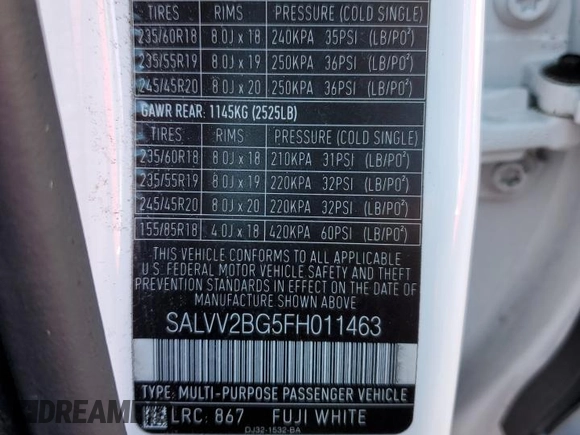 TIRES RIMS PRESSURE (COLD SINGLE)
235/60R18 8.0J x 18 240KPA 35PSI (LB/PO²)
235/55R19 8.0J x 19 250KPA 36PSI (LB/PO²)
245/45R20 8.0J x 20 250KPA 36PSI (LB/PO²)
GAWR REAR: 1145KG (2525LB)
TIRES RIMS PRESSURE (COLD SINGLE)
235/60R18 8.0J x 18 210KPA 31PSI (LB/PO²)
235/55R19 8.0J x 19 220KPA 32PSI (LB/PO²)
245/45R20 8.0J x 20 220KPA 32PSI (LB/PO²)
155/85R18 4.0J x 18 420KPA 60PSI (LB/PO²)
THIS VEHICLE CONFORMS TO ALL APPLICABLE
U.S. FEDERAL MOTOR VEHICLE SAFETY AND THEFT
PREVENTION STANDARDS IN EFFECT ON THE DATE OF
MANUFACTURE SHOWN ABOVE
SALVV2BG5FH011463
TYPE: MULTI-PURPOSE PASSENGER VEHICLE
LRC: 867 FUJI WHITE
DJ32-1532-BA